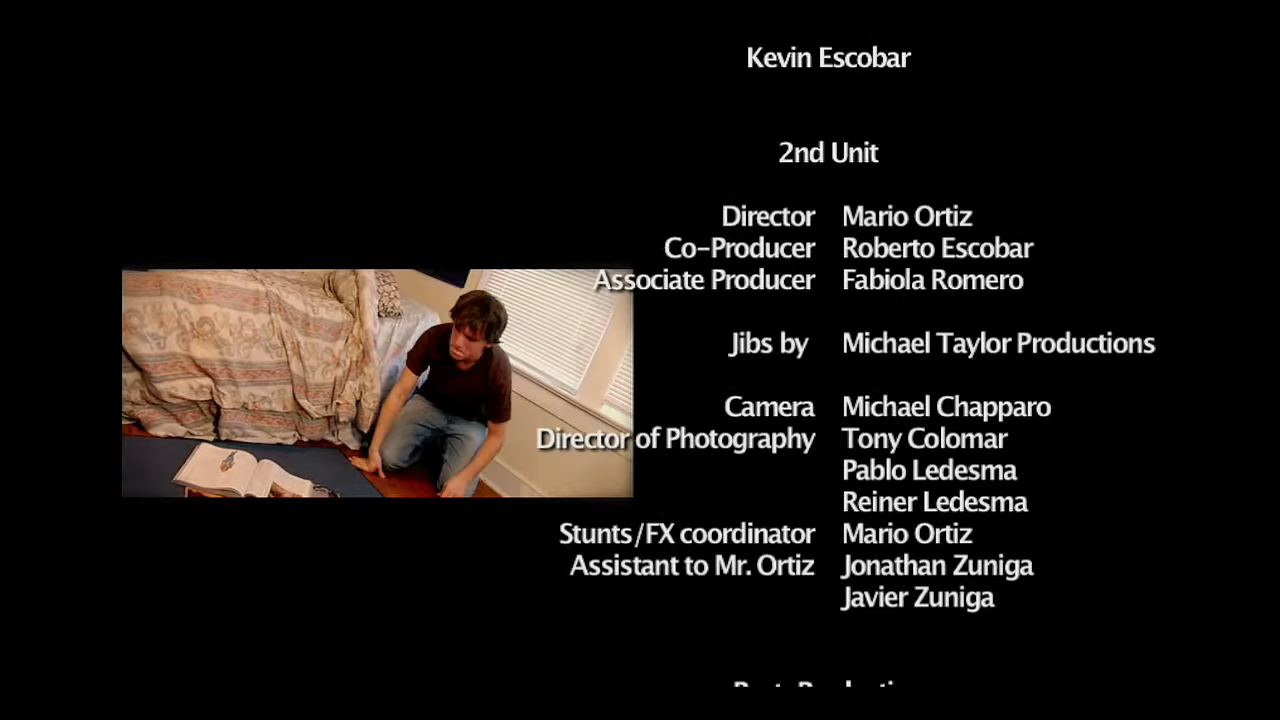 Kevin Escobar
2nd Unit
Director Mario Ortiz
Co-Producer Roberto Escobar
Associate Producer Fabiola Romero
Jibs by Michael Taylor Productions
Camera Michael Chapparo
Director of Photography Tony Colomar
Pablo Ledesma
Reiner Ledesma
Stunts/FX coordinator Mario Ortiz
Assistant to Mr. Ortiz Jonathan Zuniga
Javier Zuniga